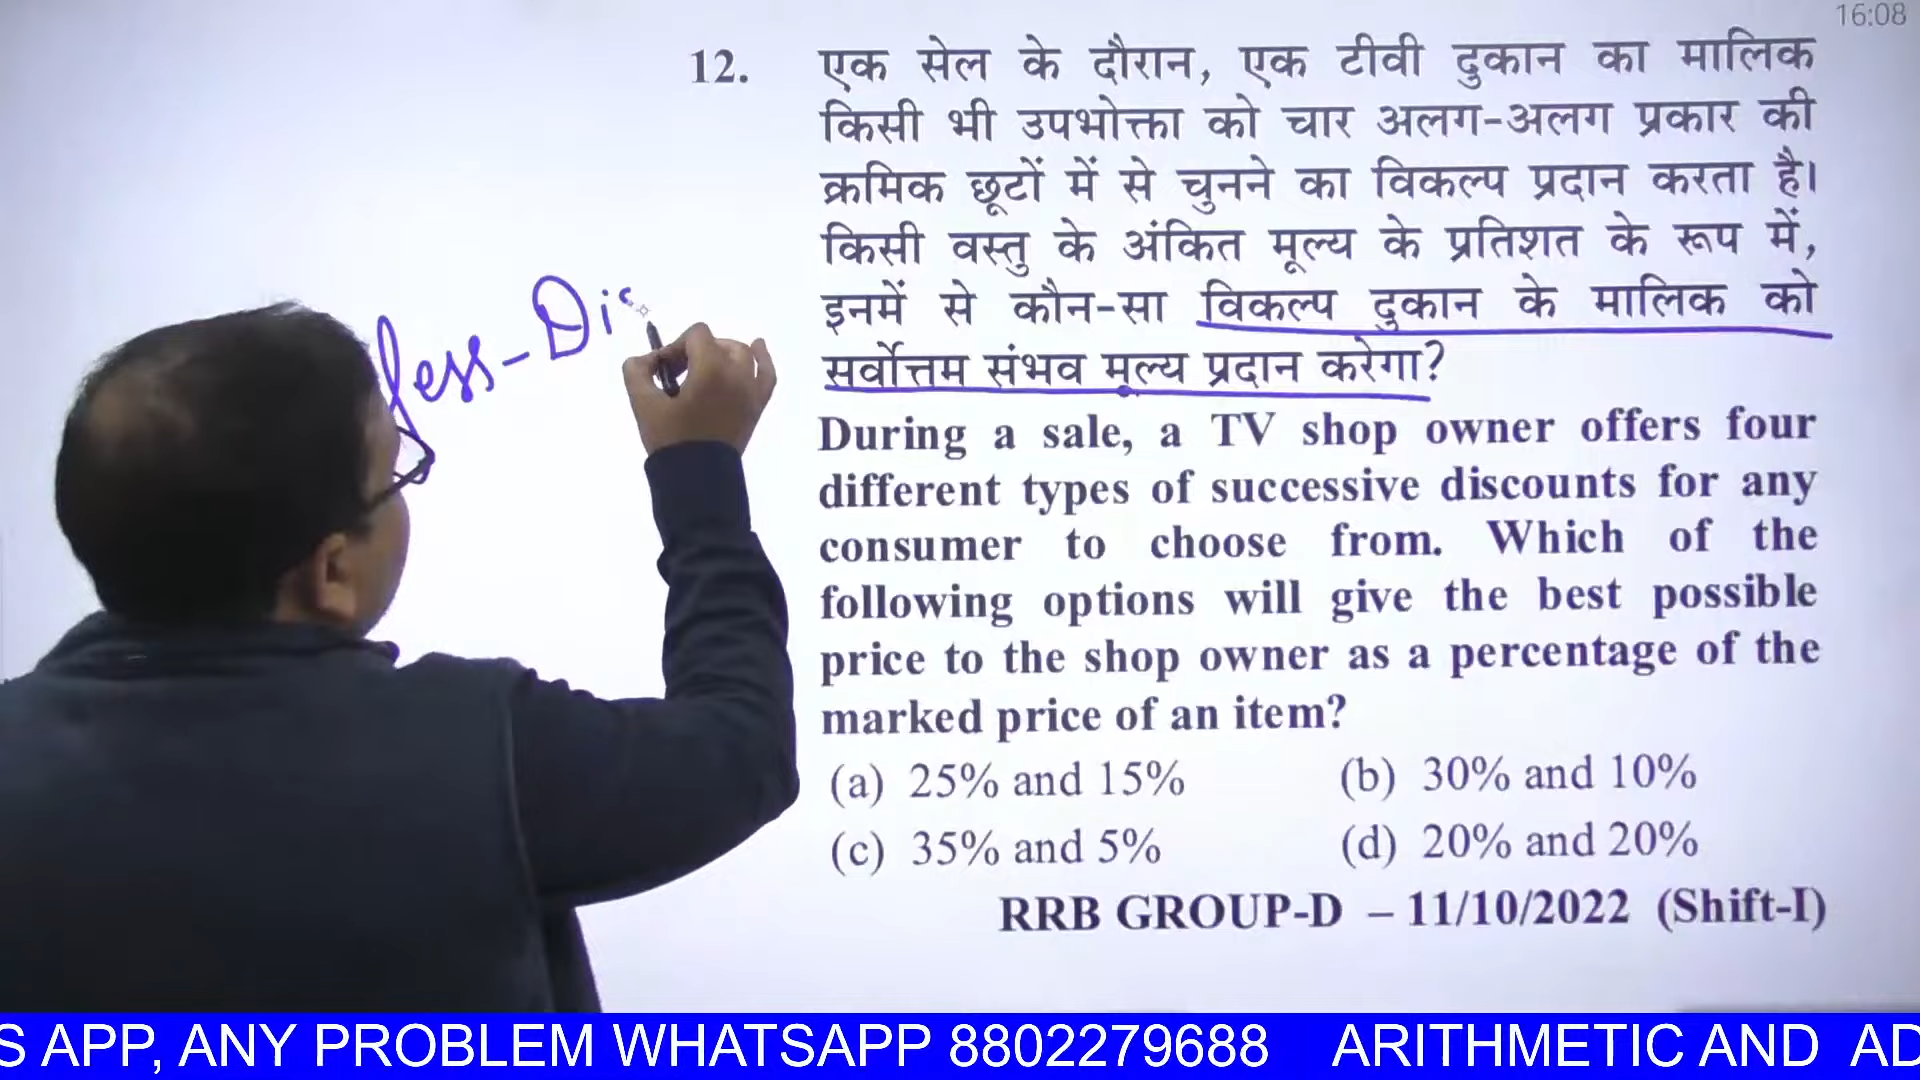 16:08
12. एक सेल के दौरान, एक टीवी दुकान का मालिक
किसी भी उपभोक्ता को चार अलग-अलग प्रकार की
क्रमिक छूटों में से चुनने का विकल्प प्रदान करता है।
किसी वस्तु के अंकित मूल्य के प्रतिशत के रूप में,
इनमें से कौन-सा विकल्प दुकान के मालिक को
सर्वोत्तम संभव मूल्य प्रदान करेगा?
During a sale, a TV shop owner offers four
different types of successive discounts for any
consumer to choose from. Which of the
following options will give the best possible
price to the shop owner as a percentage of the
marked price of an item?
(a) 25% and 15% (b) 30% and 10%
(c) 35% and 5% (d) 20% and 20%
RRB GROUP-D – 11/10/2022 (Shift-I)
less-Dis
S APP, ANY PROBLEM WHATSAPP 8802279688 ARITHMETIC AND AD